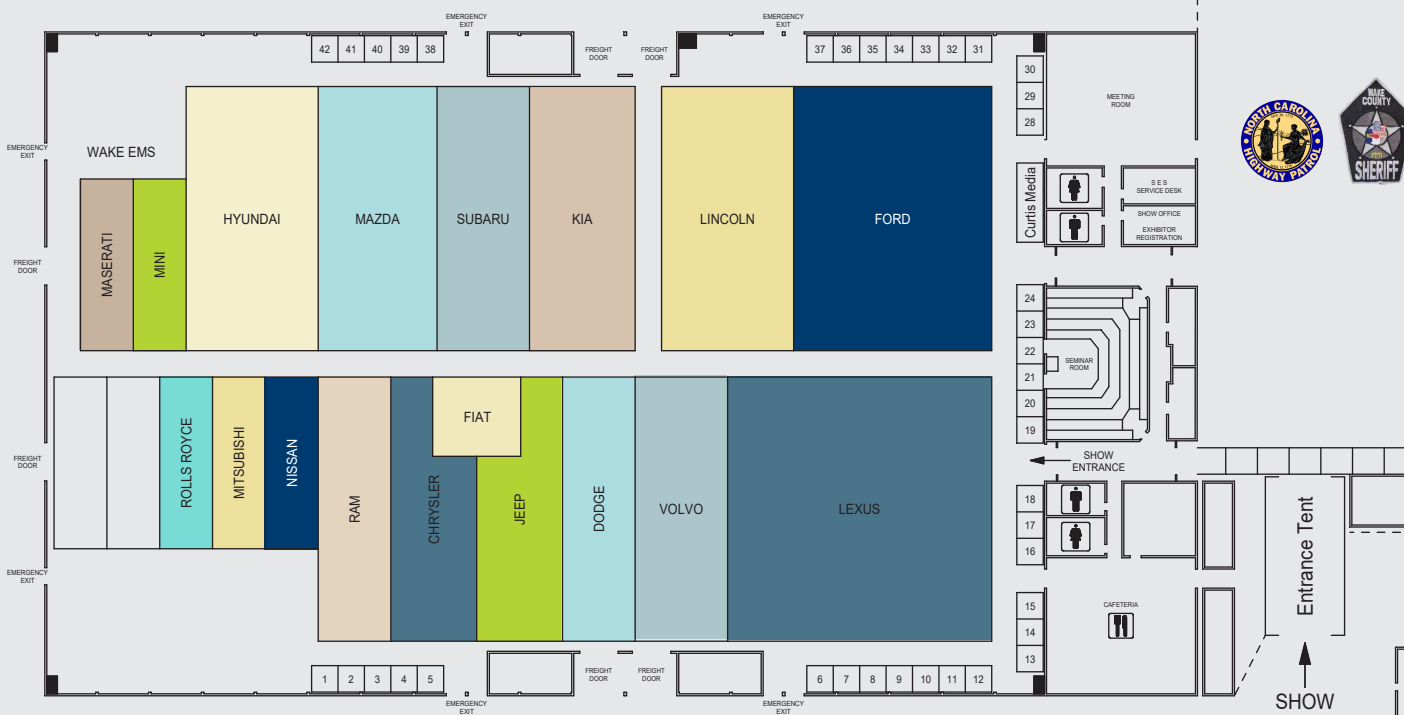 EMERGENCY
EXIT
EMERGENCY
EXIT
42 41 40 39 38
FREIGHT
DOOR
FREIGHT
DOOR
37 36 35 34 33 32 31
30
29
28
MEETING
ROOM
NORTH CAROLINA
HIGHWAY PATROL
WAKE
COUNTY
SHERIFF
EMERGENCY
EXIT
WAKE EMS
FREIGHT
DOOR
MASERATI
MINI
HYUNDAI
MAZDA
SUBARU
KIA
LINCOLN
FORD
Curtis Media
S E S
SERVICE DESK
SHOW OFFICE
EXHIBITOR
REGISTRATION
24
23
22
21
20
19
SEMINAR
ROOM
FREIGHT
DOOR
ROLLS ROYCE
MITSUBISHI
NISSAN
RAM
CHRYSLER
FIAT
JEEP
DODGE
VOLVO
LEXUS
SHOW
ENTRANCE
18
17
16
Entrance Tent
EMERGENCY
EXIT
15
14
13
CAFETERIA
1 2 3 4 5
FREIGHT
DOOR
FREIGHT
DOOR
6 7 8 9 10 11 12
EMERGENCY
EXIT
EMERGENCY
EXIT
SHOW